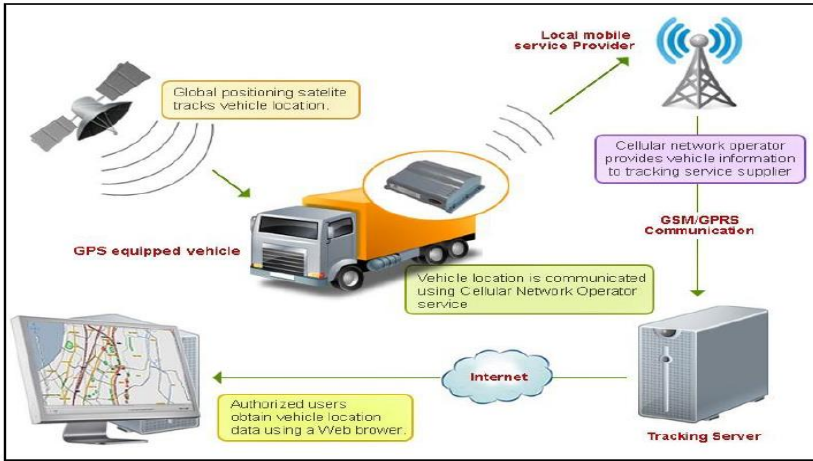 Local mobile
service Provider
Global positioning satelite
tracks vehicle location.
Cellular network operator
provides vehicle information
to tracking service supplier
GSM/GPRS
Communication
GPS equipped vehicle
Vehicle location is communicated
using Cellular Network Operator
service
Internet
Authorized users
obtain vehicle location
data using a Web brower.
Tracking Server